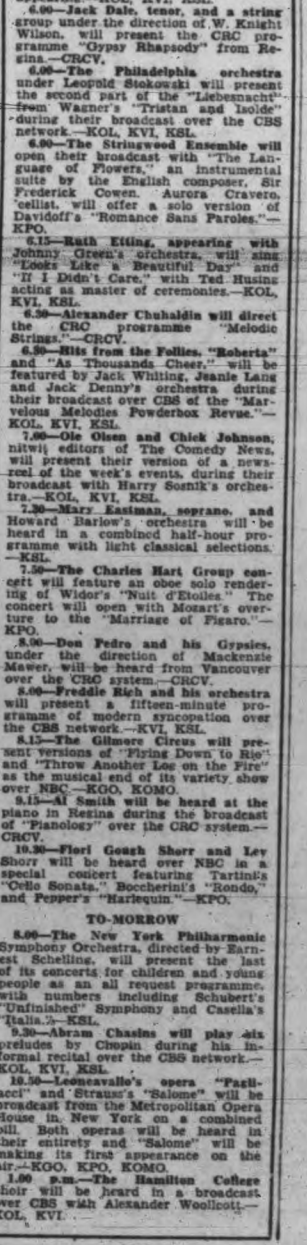 6.00—Jack Dale, tenor, and a string
group under the direction of W. Knight
Wilson, will present the CRC pro-
gramme "Gypsy Rhapsody" from Re-
gina.—CRCV.
6.00—The Philadelphia orchestra
under Leopold Stokowski will present
the second part of the "Liebesnacht"
from Wagner's "Tristan and Isolde"
during their broadcast over the CBS
network.—KOL, KVI, KSL.
6.00—The Stringwood Ensemble will
open their broadcast with "The Lan-
guage of Flowers," an instrumental
suite by the English composer, Sir
Frederick Cowen. Aurora Cravero,
'cellist, will offer a solo version of
Davidoff's "Romance Sans Paroles."—
KPO.
6.15—Ruth Etting, appearing with
Johnny Green's orchestra, will sing
"Looks Like a Beautiful Day" and
"If I Didn't Care," with Ted Husing
acting as master of ceremonies.—KOL,
KVI, KSL.
6.30—Alexander Chuhaldin will direct
the CRC programme "Melodic
Strings."—CRCV.
6.30—Hits from the Follies, "Roberta"
and "As Thousands Cheer," will be
featured by Jack Whiting, Jeanie Lang
and Jack Denny's orchestra during
their broadcast over CBS of the "Mar-
velous Melodies Powderbox Revue."—
KOL, KVI, KSL.
7.00—Ole Olsen and Chick Johnson,
nitwit editors of The Comedy News,
will present their version of a news-
reel of the week's events, during their
broadcast with Harry Sosnik's orches-
tra.—KOL, KVI, KSL.
7.30—Mary Eastman, soprano, and
Howard Barlow's orchestra will be
heard in a combined half-hour pro-
gramme with light classical selections.
—KSL.
7.30—The Charles Hart Group con-
cert will feature an oboe solo render-
ing of Widor's "Nuit d'Etoiles." The
concert will open with Mozart's over-
ture to the "Marriage of Figaro."—
KPO.
8.00—Don Pedro and his Gypsies,
under the direction of Mackenzie
Mawer, will be heard from Vancouver
over the CRC system.—CRCV.
8.00—Freddie Rich and his orchestra
will present a fifteen-minute pro-
gramme of modern syncopation over
the CBS network.—KVI, KSL.
8.15—The Gilmore Circus will pre-
sent versions of "Flying Down to Rio"
and "Throw Another Log on the Fire"
as the musical end of its variety show
over NBC.—KGO, KOMO.
9.15—Al Smith will be heard at the
piano in Regina during the broadcast
of "Pianology" over the CRC system.—
CRCV.
10.30—Flori Gough Shorr and Lev
Shorr will be heard over NBC in a
special concert featuring Tartini's
"Cello Sonata," Boccherini's "Rondo,"
and Pepper's "Harlequin."—KPO.
TO-MORROW
8.00—The New York Philharmonic
Symphony Orchestra, directed by Earn-
est Schelling, will present the last
of its concerts for children and young
people as an all request programme,
with numbers including Schubert's
"Unfinished" Symphony and Casella's
"Italia."—KSL.
9.30—Abram Chasins will play six
preludes by Chopin during his in-
formal recital over the CBS network.—
KOL, KVI, KSL.
10.50—Leoncavallo's opera "Pagli-
acci" and Strauss's "Salome" will be
broadcast from the Metropolitan Opera
House in New York on a combined
bill. Both operas will be heard in
their entirety and "Salome" will be
making its first appearance on the
air.—KGO, KPO, KOMO.
1.00 p.m.—The Hamilton College
choir will be heard in a broadcast
over CBS with Alexander Woollcott.—
KOL, KVI.